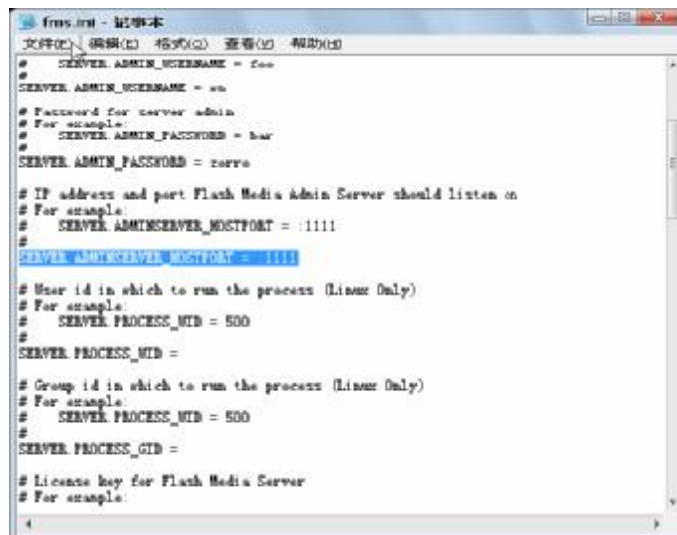 fms.ini - 记事本
文件(F) 编辑(E) 格式(O) 查看(V) 帮助(H)
#    SERVER.ADMIN_USERNAME = foo
#
SERVER.ADMIN_USERNAME =
# Password for server admin
# For example:
#    SERVER.ADMIN_PASSWORD = bar
#
SERVER.ADMIN_PASSWORD = zorro
# IP address and port Flash Media Admin Server should listen on
# For example:
#    SERVER.ADMINSERVER_HOSTPORT = :1111
#
SERVER.ADMINSERVER_HOSTPORT = :1111
# User id in which to run the process (Linux Only)
# For example:
#    SERVER.PROCESS_UID = 500
#
SERVER.PROCESS_UID =
# Group id in which to run the process (Linux Only)
# For example:
#    SERVER.PROCESS_UID = 500
#
SERVER.PROCESS_GID =
# License key for Flash Media Server
# For example: